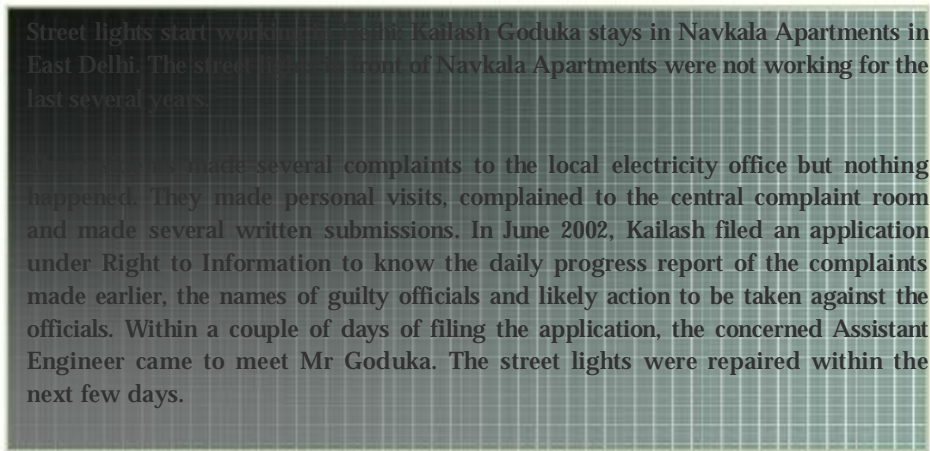 Street lights start working Kailash Goduka stays in Navkala Apartments in
East Delhi. The street lights in front of Navkala Apartments were not working for the
last several years.
made several complaints to the local electricity office but nothing
happened. They made personal visits, complained to the central complaint room
and made several written submissions. In June 2002, Kailash filed an application
under Right to Information to know the daily progress report of the complaints
made earlier, the names of guilty officials and likely action to be taken against the
officials. Within a couple of days of filing the application, the concerned Assistant
Engineer came to meet Mr Goduka. The street lights were repaired within the
next few days.